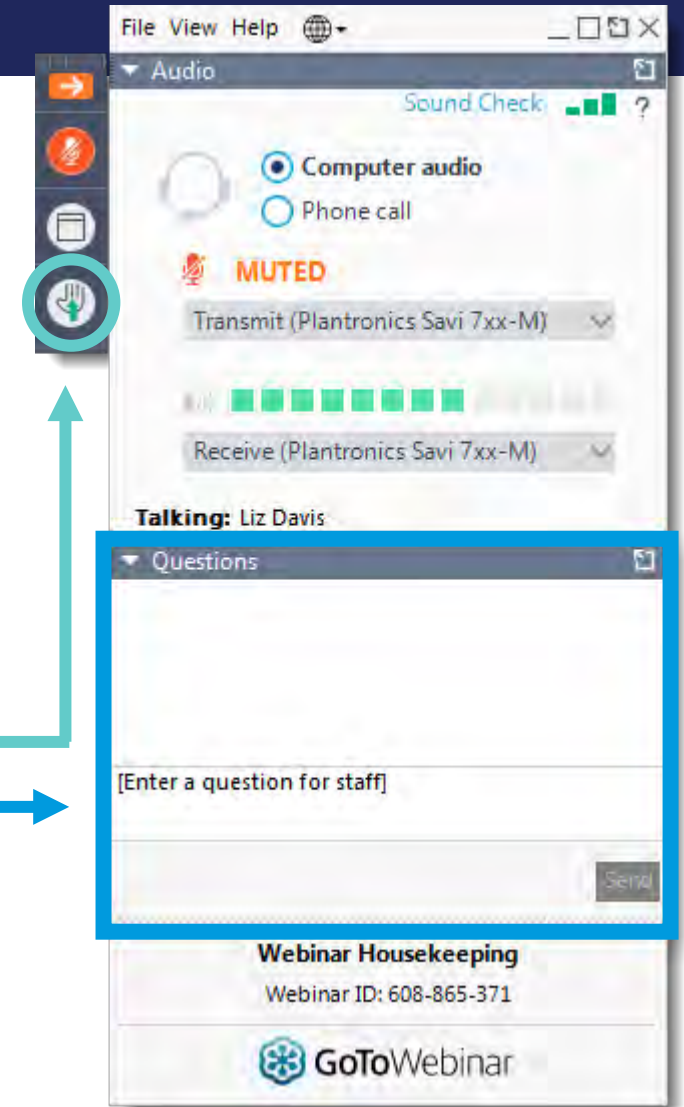 File View Help
Audio
Sound Check ?
Computer audio
Phone call
MUTED
Transmit (Plantronics Savi 7xx-M)
Receive (Plantronics Savi 7xx-M)
Talking: Liz Davis
Questions
[Enter a question for staff]
Send
Webinar Housekeeping
Webinar ID: 608-865-371
GoToWebinar